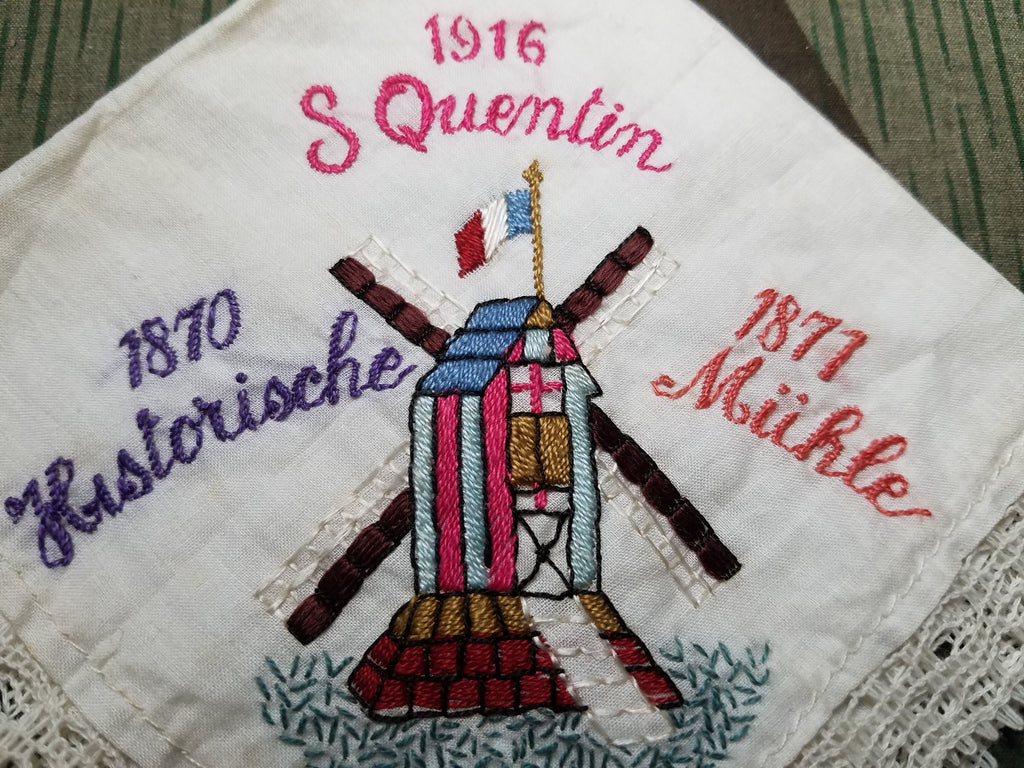 1916
S Quentin
1870
Historische
1871
Mühle